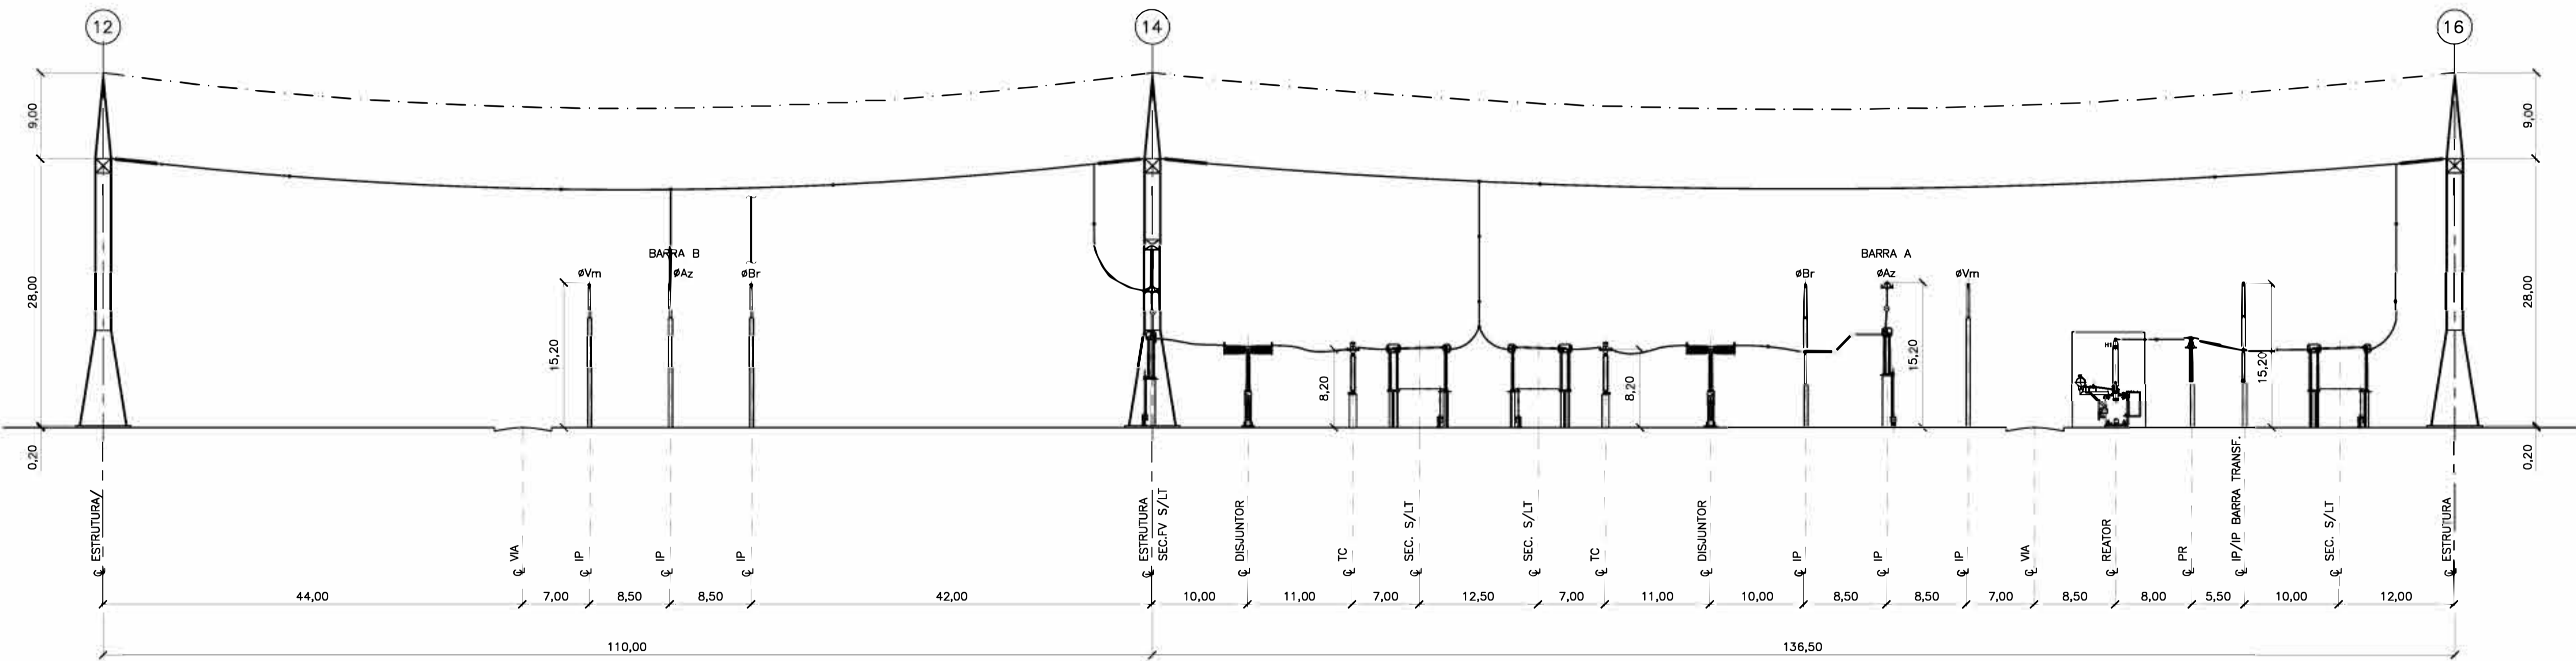 12
14
16
9,00
9,00
BARRA B
BARRA A
øVm
øAz
øBr
øBr
øAz
øVm
28,00
28,00
15,20
8,20
8,20
15,20
H1
15,20
0,20
0,20
℄ ESTRUTURA/
℄ VIA
℄ IP
℄ IP
℄ IP
℄ ESTRUTURA
SEC.FV S/LT
℄ DISJUNTOR
℄ TC
℄ SEC. S/LT
℄ SEC. S/LT
℄ TC
℄ DISJUNTOR
℄ IP
℄ IP
℄ IP
℄ VIA
℄ REATOR
℄ PR
℄ IP/IP BARRA TRANSF.
℄ SEC. S/LT
℄ ESTRUTURA
44,00
7,00
8,50
8,50
42,00
10,00
11,00
7,00
12,50
7,00
11,00
10,00
8,50
8,50
7,00
8,50
8,00
5,50
10,00
12,00
110,00
136,50